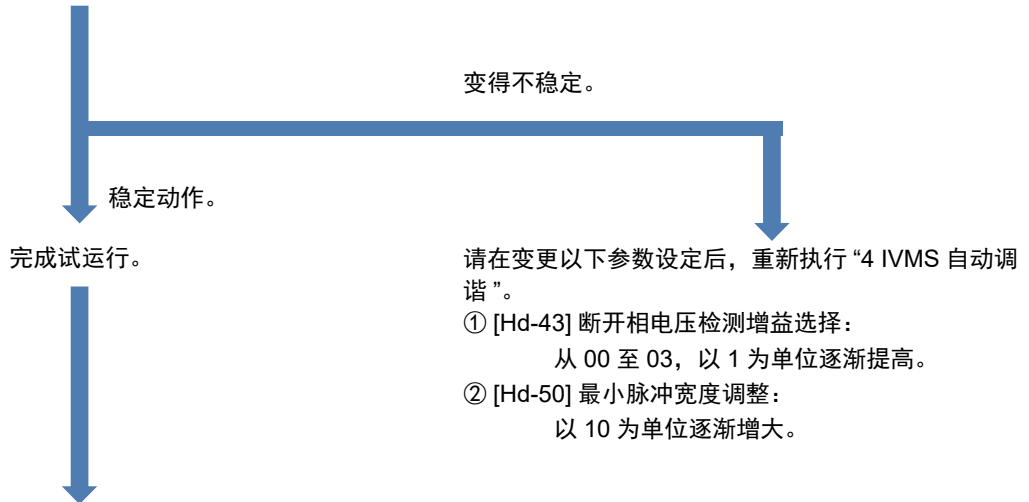 变得不稳定。
稳定动作。
完成试运行。
请在变更以下参数设定后，重新执行 “4 IVMS 自动调
谐 ”。
① [Hd-43] 断开相电压检测增益选择：
从 00 至 03，以 1 为单位逐渐提高。
② [Hd-50] 最小脉冲宽度调整：
以 10 为单位逐渐增大。